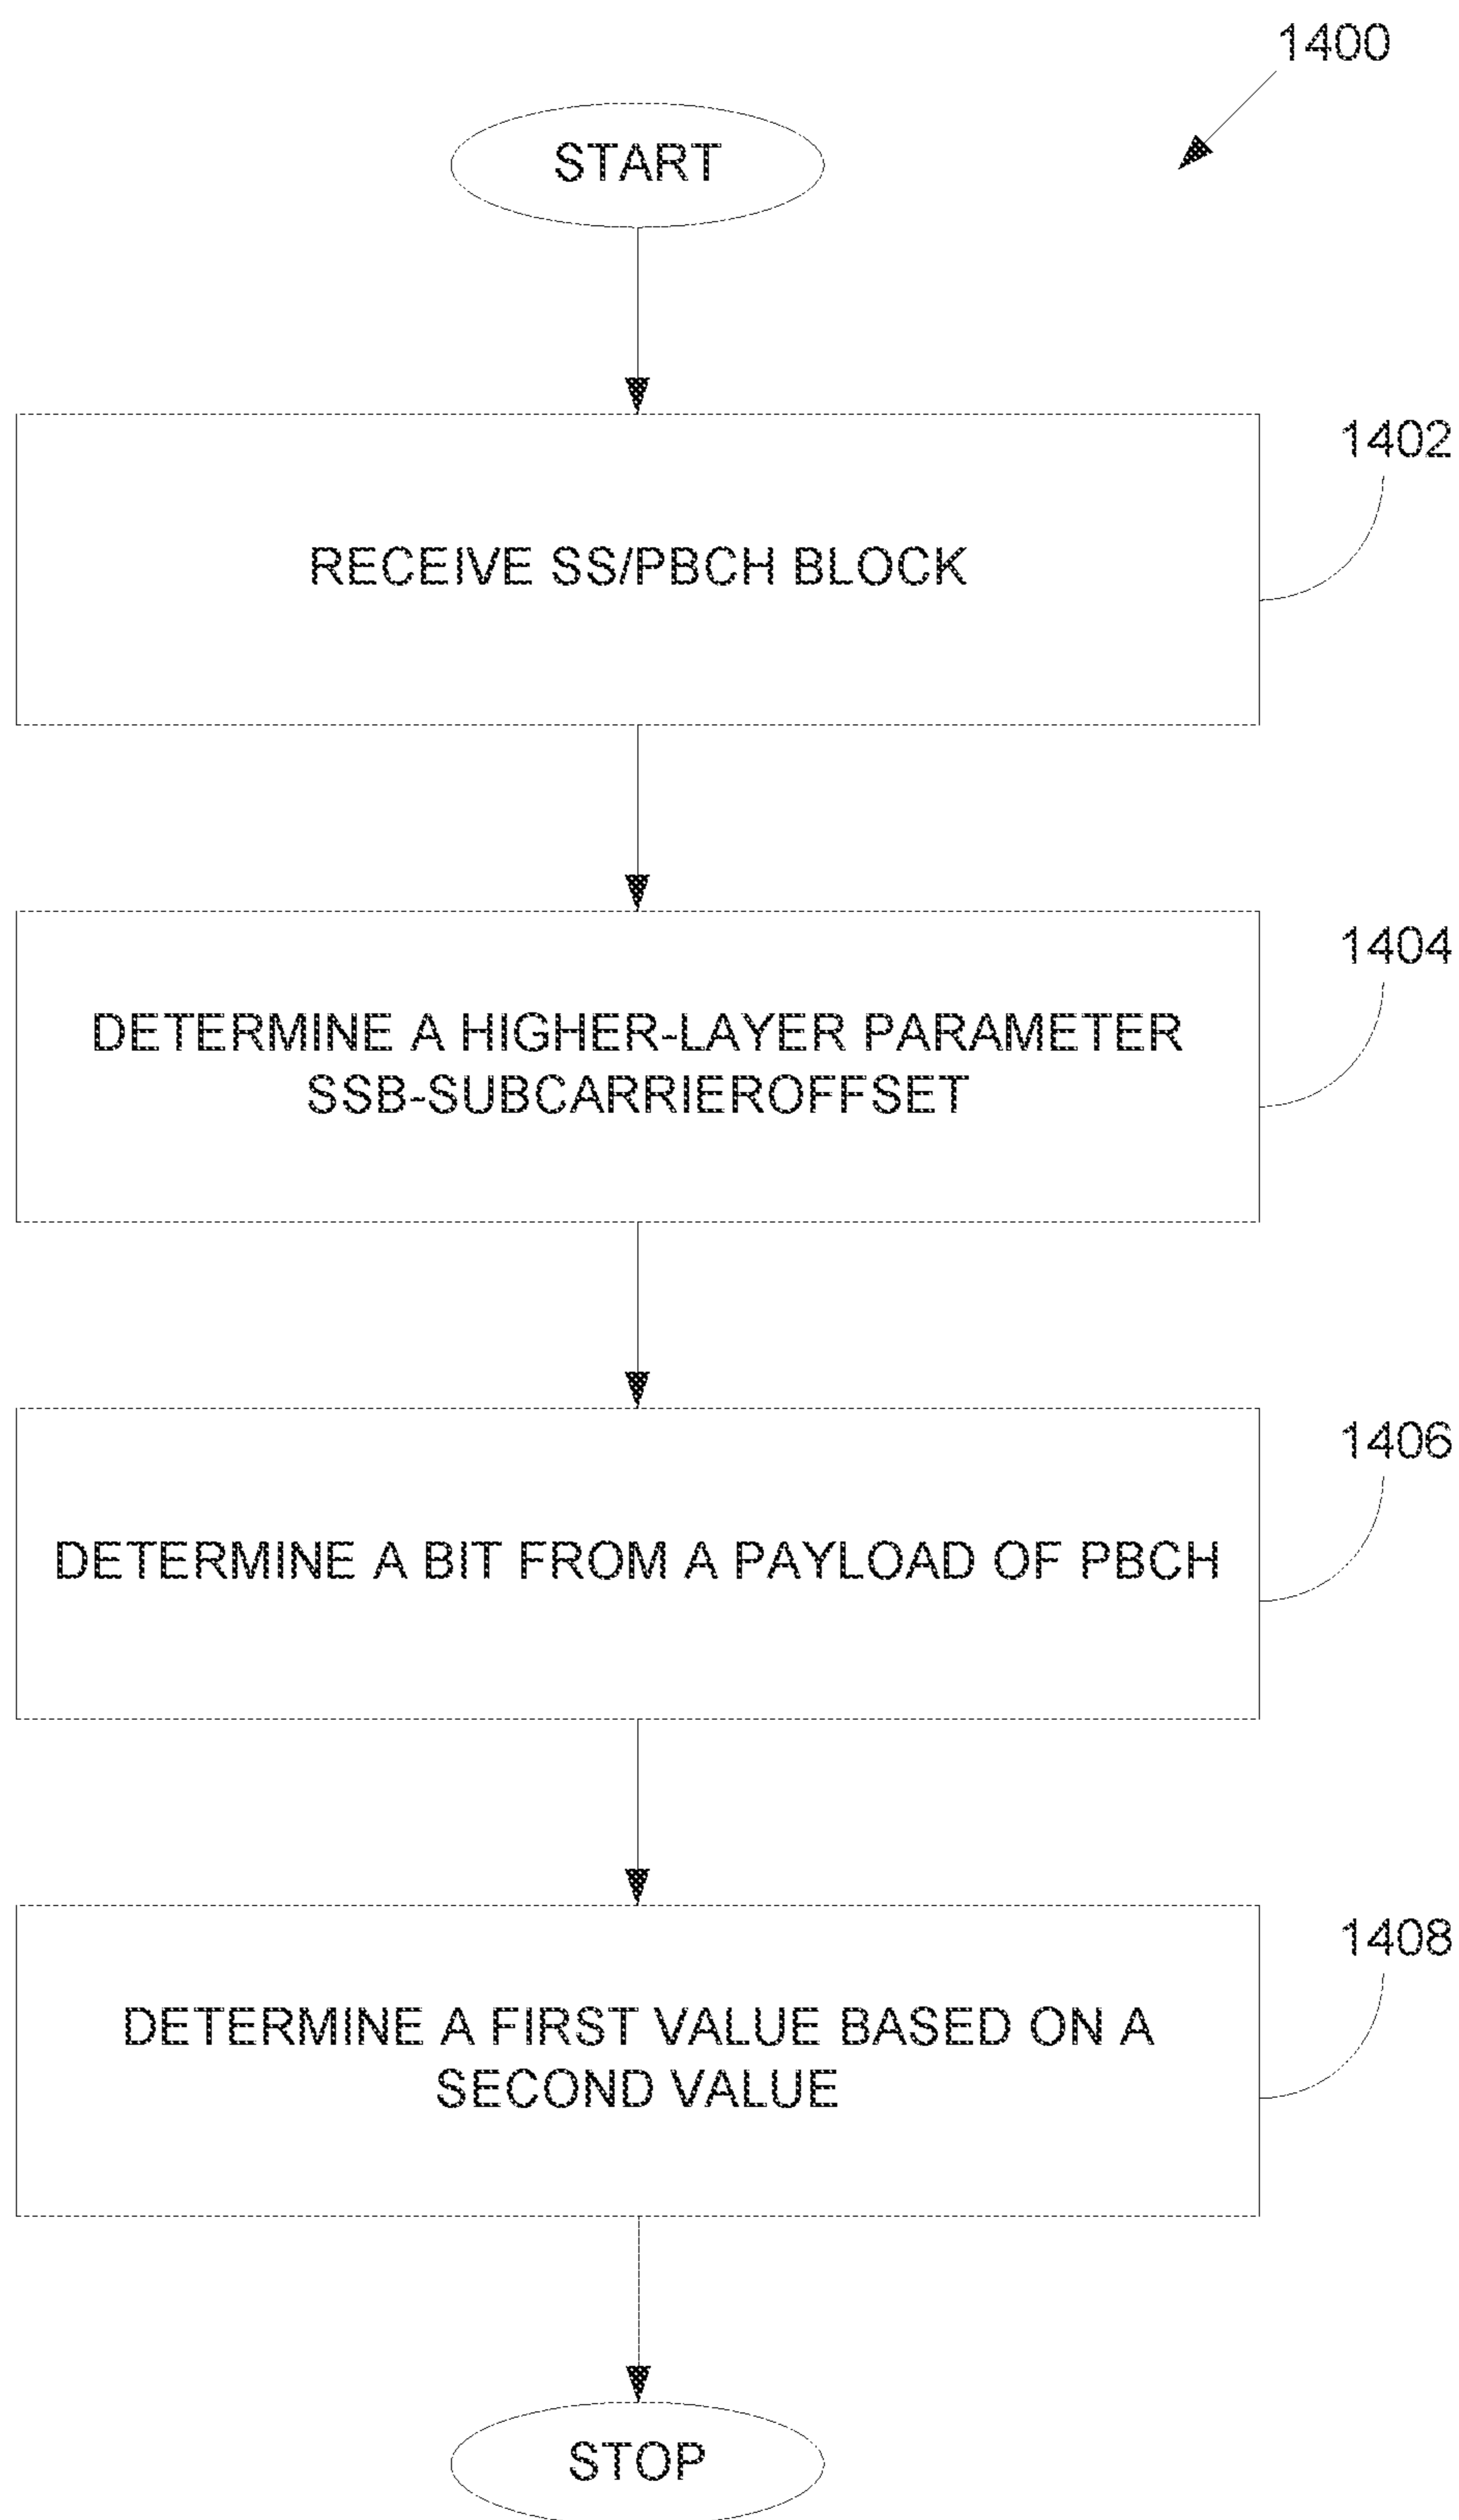 1400
START
1402
RECEIVE SS/PBCH BLOCK
1404
DETERMINE A HIGHER-LAYER PARAMETER
SSB-SUBCARRIEROFFSET
1406
DETERMINE A BIT FROM A PAYLOAD OF PBCH
1408
DETERMINE A FIRST VALUE BASED ON A
SECOND VALUE
STOP